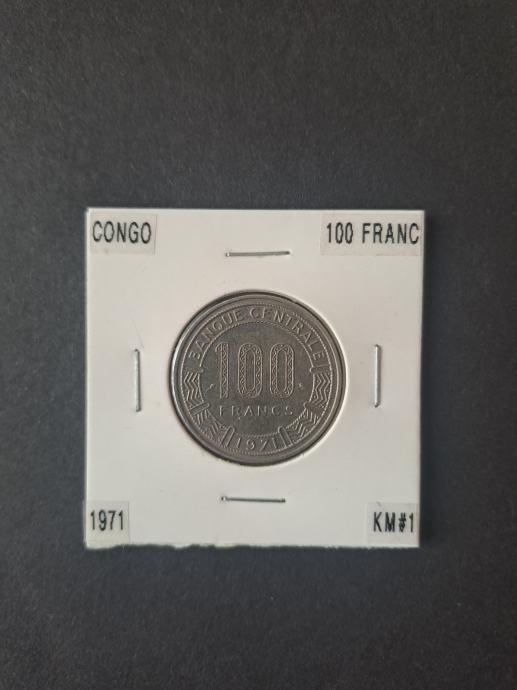 CONGO
100 FRANC
BANQUE CENTRALE
100
FRANCS
1971
1971
KM#1